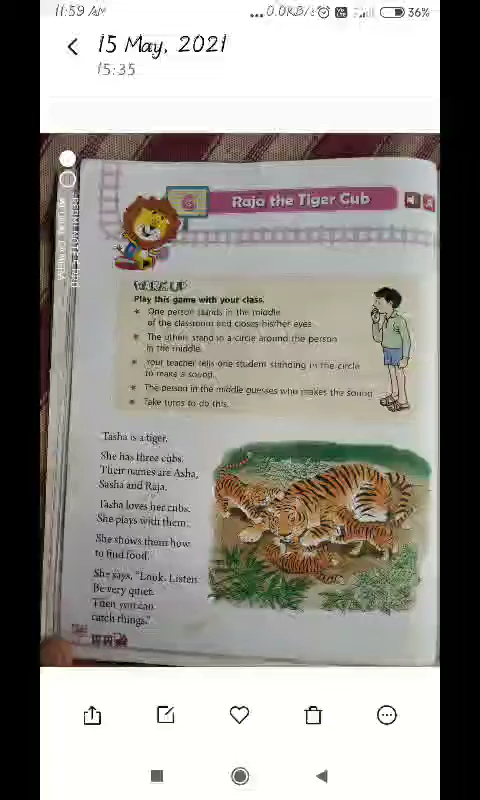 11:59 AM
...0.0KB/s 36%
15 May, 2021
15:35
Raja the Tiger Cub
WARM UP
Play this game with your class.
* One person stands in the middle
of the classroom and closes his/her eyes.
* The others stand in a circle around the person
in the middle.
* Your teacher tells one student standing in the circle
to make a sound.
* The person in the middle guesses who makes the sound.
* Take turns to do this.
Tasha is a tiger.
She has three cubs.
Their names are Asha,
Sasha and Raja.
Tasha loves her cubs.
She plays with them.
She shows them how
to find food.
She says, "Look. Listen.
Be very quiet.
Then you can
catch things."